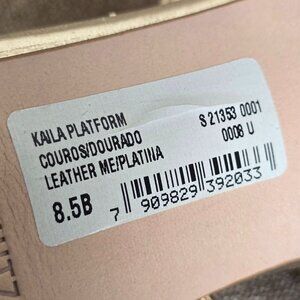 KAILA PLATFORM
S 21353 0001
COUROS/DOURADO
0008 U
LEATHER ME/PLATINA
8.5B
7 909829 392033